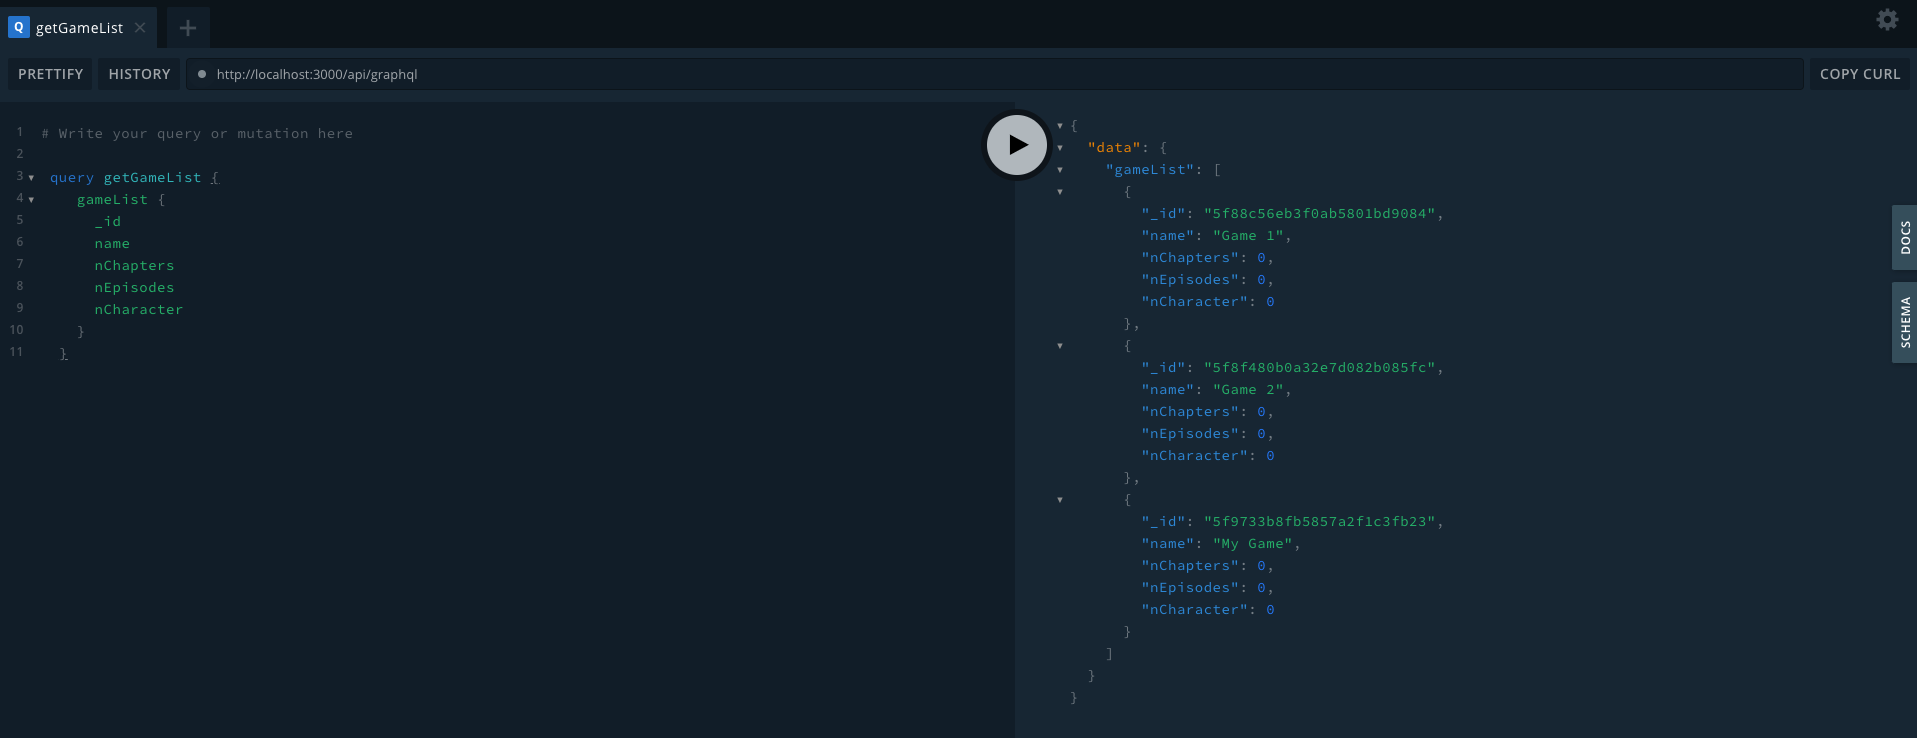 Q getGameList
PRETTIFY HISTORY http://localhost:3000/api/graphql COPY CURL
1 # Write your query or mutation here
2
3 query getGameList {
4 gameList {
5 _id
6 name
7 nChapters
8 nEpisodes
9 nCharacter
10 }
11 }
{
"data": {
"gameList": [
{
"_id": "5f88c56eb3f0ab5801bd9084",
"name": "Game 1",
"nChapters": 0,
"nEpisodes": 0,
"nCharacter": 0
},
{
"_id": "5f8f480b0a32e7d082b085fc",
"name": "Game 2",
"nChapters": 0,
"nEpisodes": 0,
"nCharacter": 0
},
{
"_id": "5f9733b8fb5857a2f1c3fb23",
"name": "My Game",
"nChapters": 0,
"nEpisodes": 0,
"nCharacter": 0
}
]
}
}
DOCS
SCHEMA